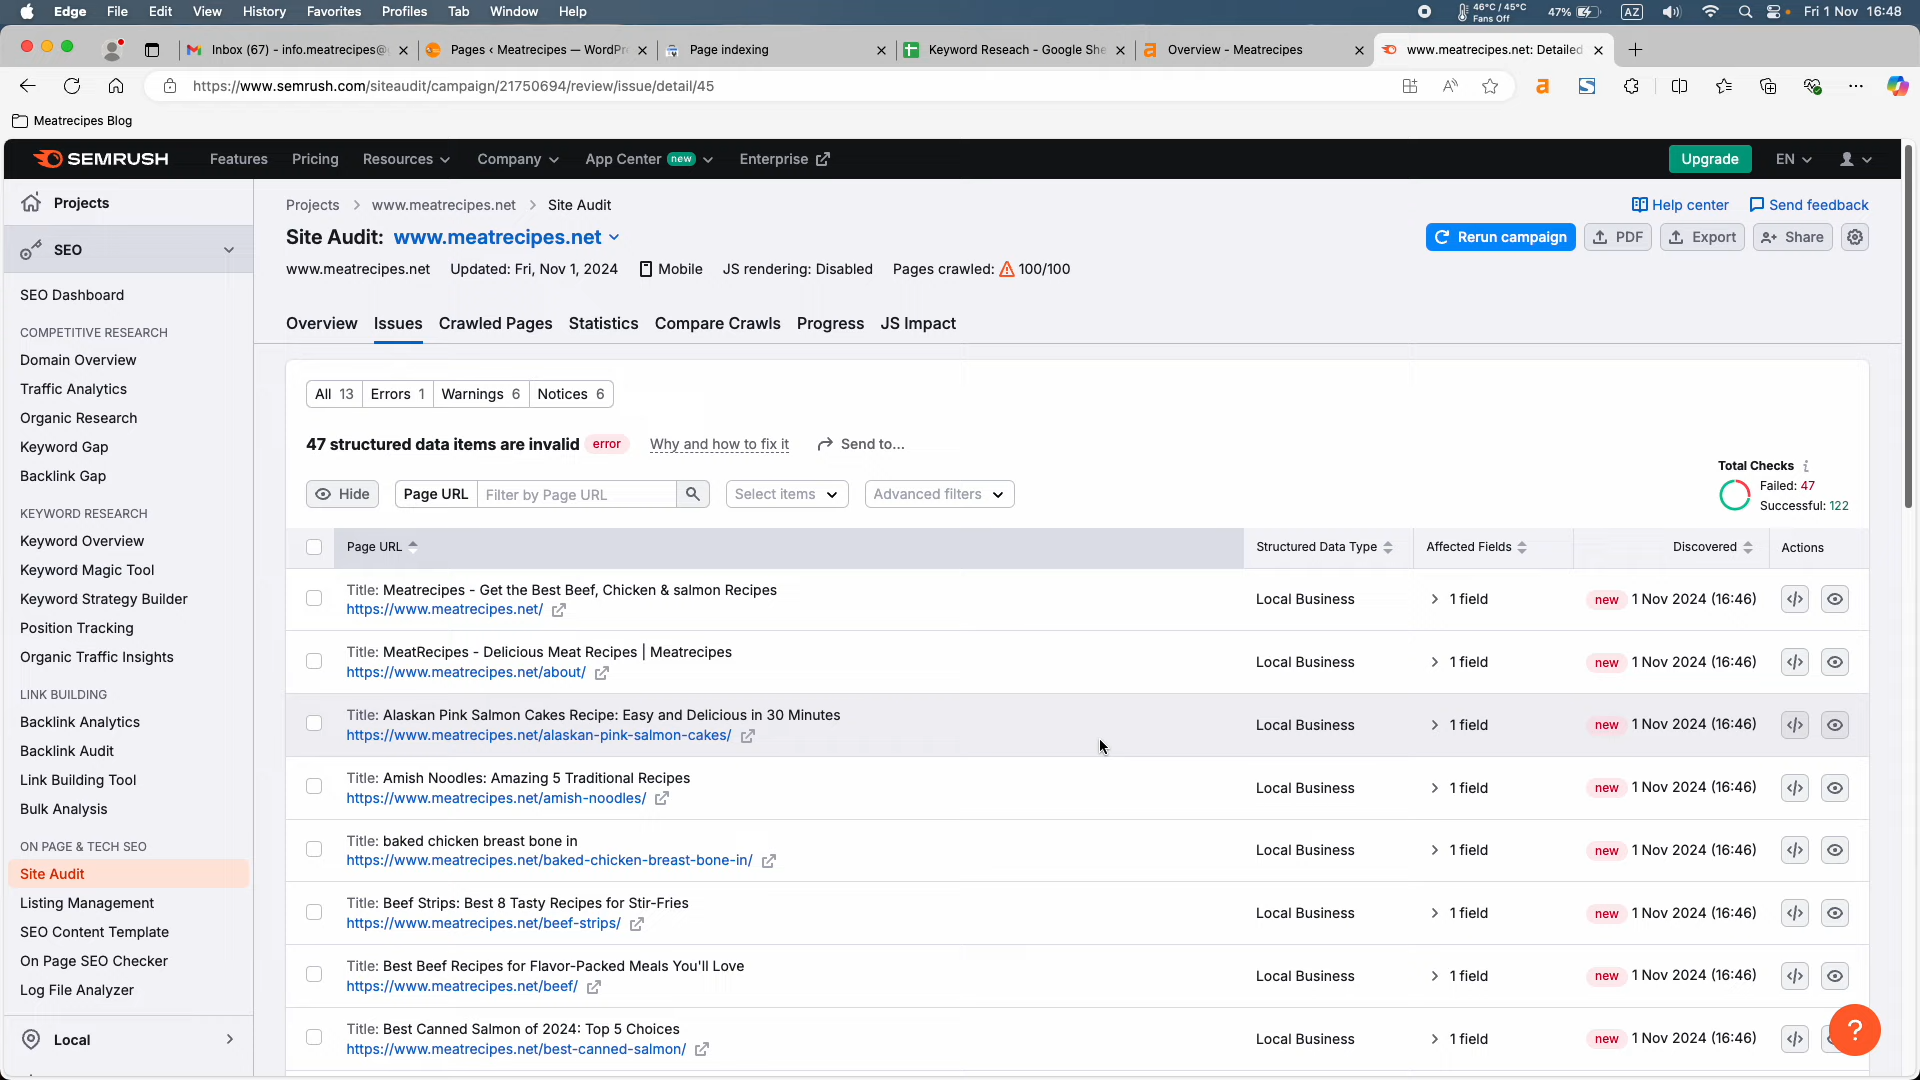 Edge File Edit View History Favorites Profiles Tab Window Help
46°C / 45°C
Fans Off
47% AZ Fri 1 Nov 16:48
Inbox (67) - info.meatrecipes@
Pages ‹ Meatrecipes — WordPr
Page indexing
Keyword Reseach - Google She
Overview - Meatrecipes
www.meatrecipes.net: Detailed
https://www.semrush.com/siteaudit/campaign/21750694/review/issue/detail/45
Meatrecipes Blog
SEMRUSH Features Pricing Resources Company App Center new Enterprise Upgrade EN
Projects
SEO
SEO Dashboard
COMPETITIVE RESEARCH
Domain Overview
Traffic Analytics
Organic Research
Keyword Gap
Backlink Gap
KEYWORD RESEARCH
Keyword Overview
Keyword Magic Tool
Keyword Strategy Builder
Position Tracking
Organic Traffic Insights
LINK BUILDING
Backlink Analytics
Backlink Audit
Link Building Tool
Bulk Analysis
ON PAGE & TECH SEO
Site Audit
Listing Management
SEO Content Template
On Page SEO Checker
Log File Analyzer
Local
Projects > www.meatrecipes.net > Site Audit
Help center Send feedback
Site Audit: www.meatrecipes.net
Rerun campaign PDF Export Share
www.meatrecipes.net Updated: Fri, Nov 1, 2024 Mobile JS rendering: Disabled Pages crawled: 100/100
Overview Issues Crawled Pages Statistics Compare Crawls Progress JS Impact
All 13 Errors 1 Warnings 6 Notices 6
47 structured data items are invalid error Why and how to fix it Send to...
Total Checks i
Failed: 47
Successful: 122
Hide Page URL Filter by Page URL Select items Advanced filters
Page URL Structured Data Type Affected Fields Discovered Actions
Title: Meatrecipes - Get the Best Beef, Chicken & salmon Recipes
https://www.meatrecipes.net/
Local Business 1 field new 1 Nov 2024 (16:46)
Title: MeatRecipes - Delicious Meat Recipes | Meatrecipes
https://www.meatrecipes.net/about/
Local Business 1 field new 1 Nov 2024 (16:46)
Title: Alaskan Pink Salmon Cakes Recipe: Easy and Delicious in 30 Minutes
https://www.meatrecipes.net/alaskan-pink-salmon-cakes/
Local Business 1 field new 1 Nov 2024 (16:46)
Title: Amish Noodles: Amazing 5 Traditional Recipes
https://www.meatrecipes.net/amish-noodles/
Local Business 1 field new 1 Nov 2024 (16:46)
Title: baked chicken breast bone in
https://www.meatrecipes.net/baked-chicken-breast-bone-in/
Local Business 1 field new 1 Nov 2024 (16:46)
Title: Beef Strips: Best 8 Tasty Recipes for Stir-Fries
https://www.meatrecipes.net/beef-strips/
Local Business 1 field new 1 Nov 2024 (16:46)
Title: Best Beef Recipes for Flavor-Packed Meals You'll Love
https://www.meatrecipes.net/beef/
Local Business 1 field new 1 Nov 2024 (16:46)
Title: Best Canned Salmon of 2024: Top 5 Choices
https://www.meatrecipes.net/best-canned-salmon/
Local Business 1 field new 1 Nov 2024 (16:46)
?